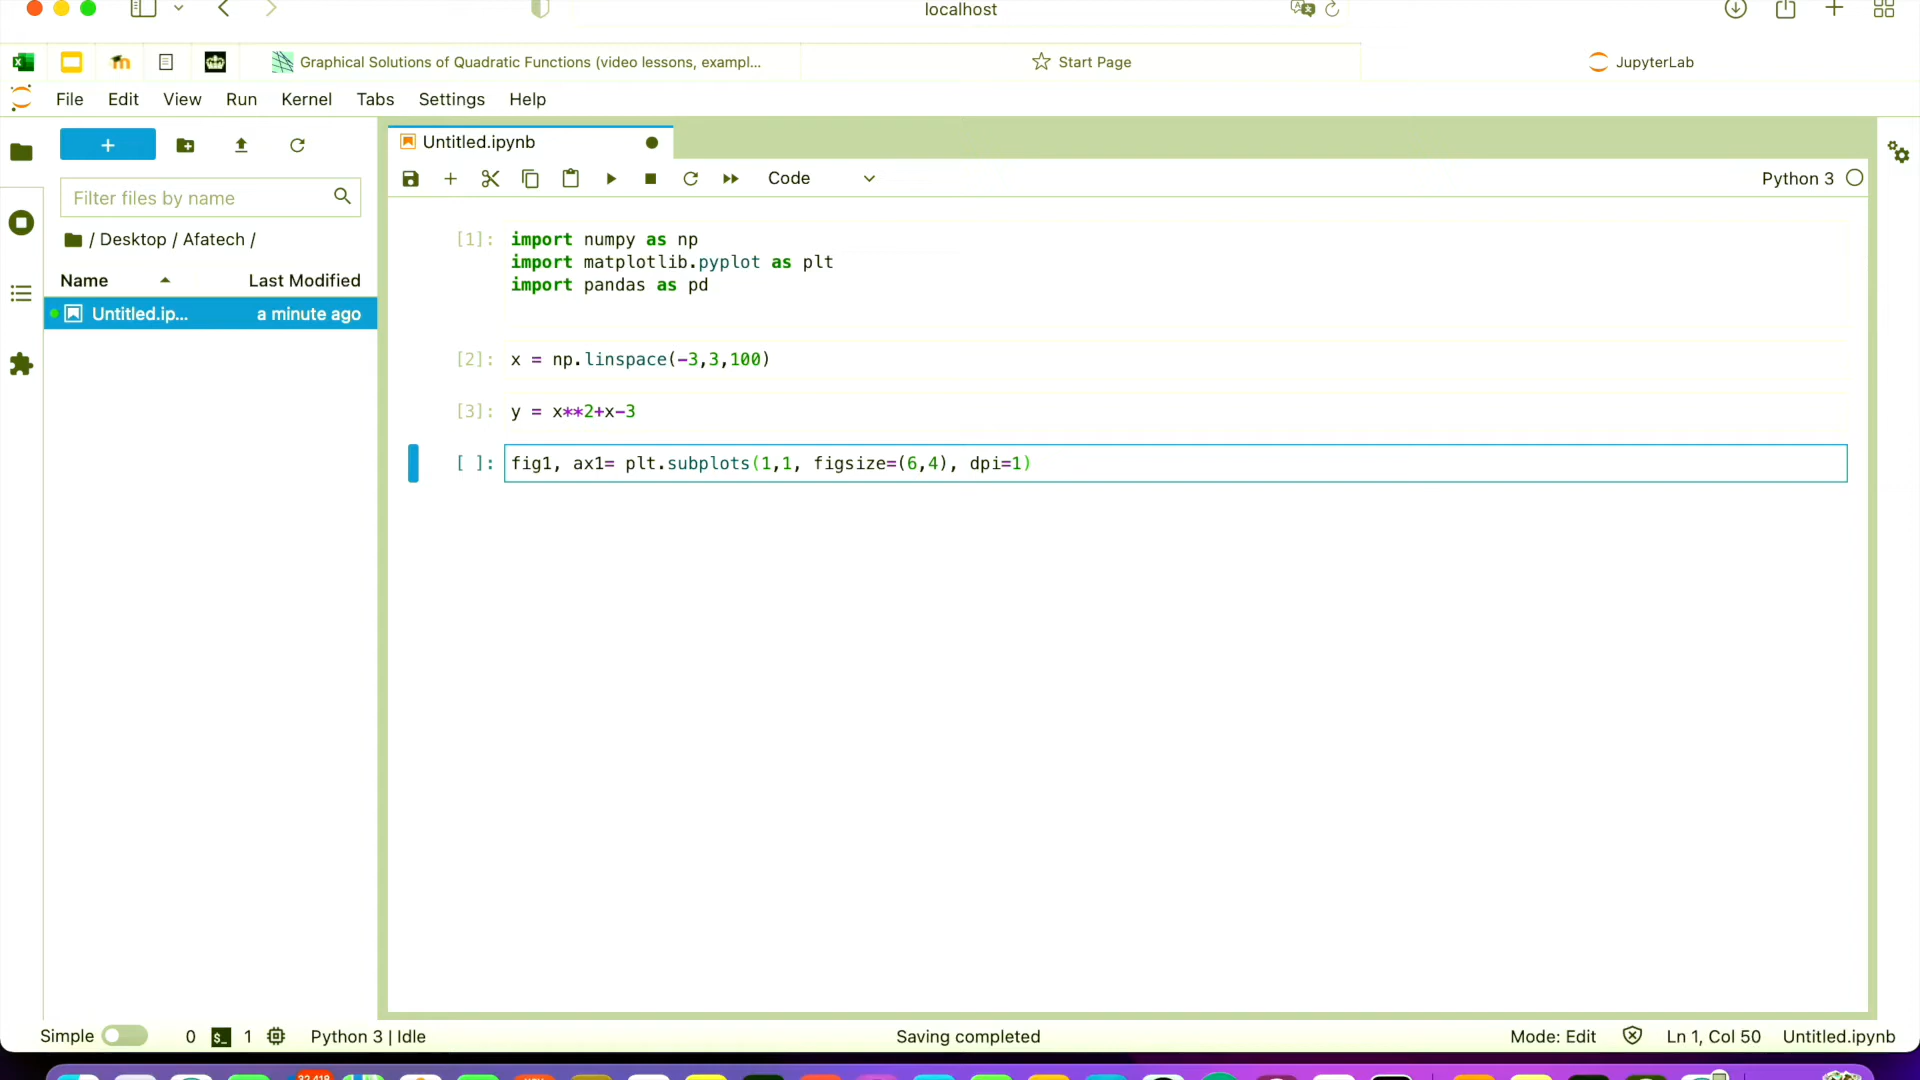 localhost
Graphical Solutions of Quadratic Functions (video lessons, exampl...
Start Page
JupyterLab
File Edit View Run Kernel Tabs Settings Help
+
Untitled.ipynb
Code
Python 3
Filter files by name
/ Desktop / Afatech /
Name Last Modified
Untitled.ip... a minute ago
[1]: import numpy as np
import matplotlib.pyplot as plt
import pandas as pd
[2]: x = np.linspace(-3,3,100)
[3]: y = x**2+x-3
[ ]: fig1, ax1= plt.subplots(1,1, figsize=(6,4), dpi=1)
Simple 0 $_ 1 Python 3 | Idle Saving completed Mode: Edit Ln 1, Col 50 Untitled.ipynb